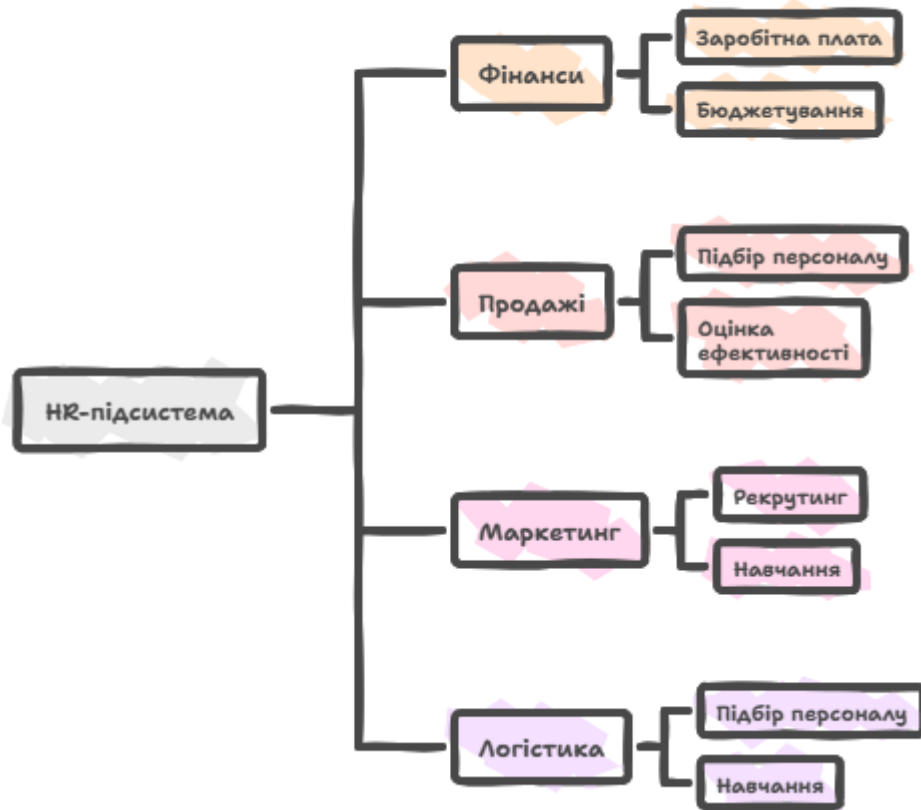 HR-підсистема
Фінанси
Заробітна плата
Бюджетування
Продажі
Підбір персоналу
Оцінка
ефективності
Маркетинг
Рекрутинг
Навчання
Логістика
Підбір персоналу
Навчання